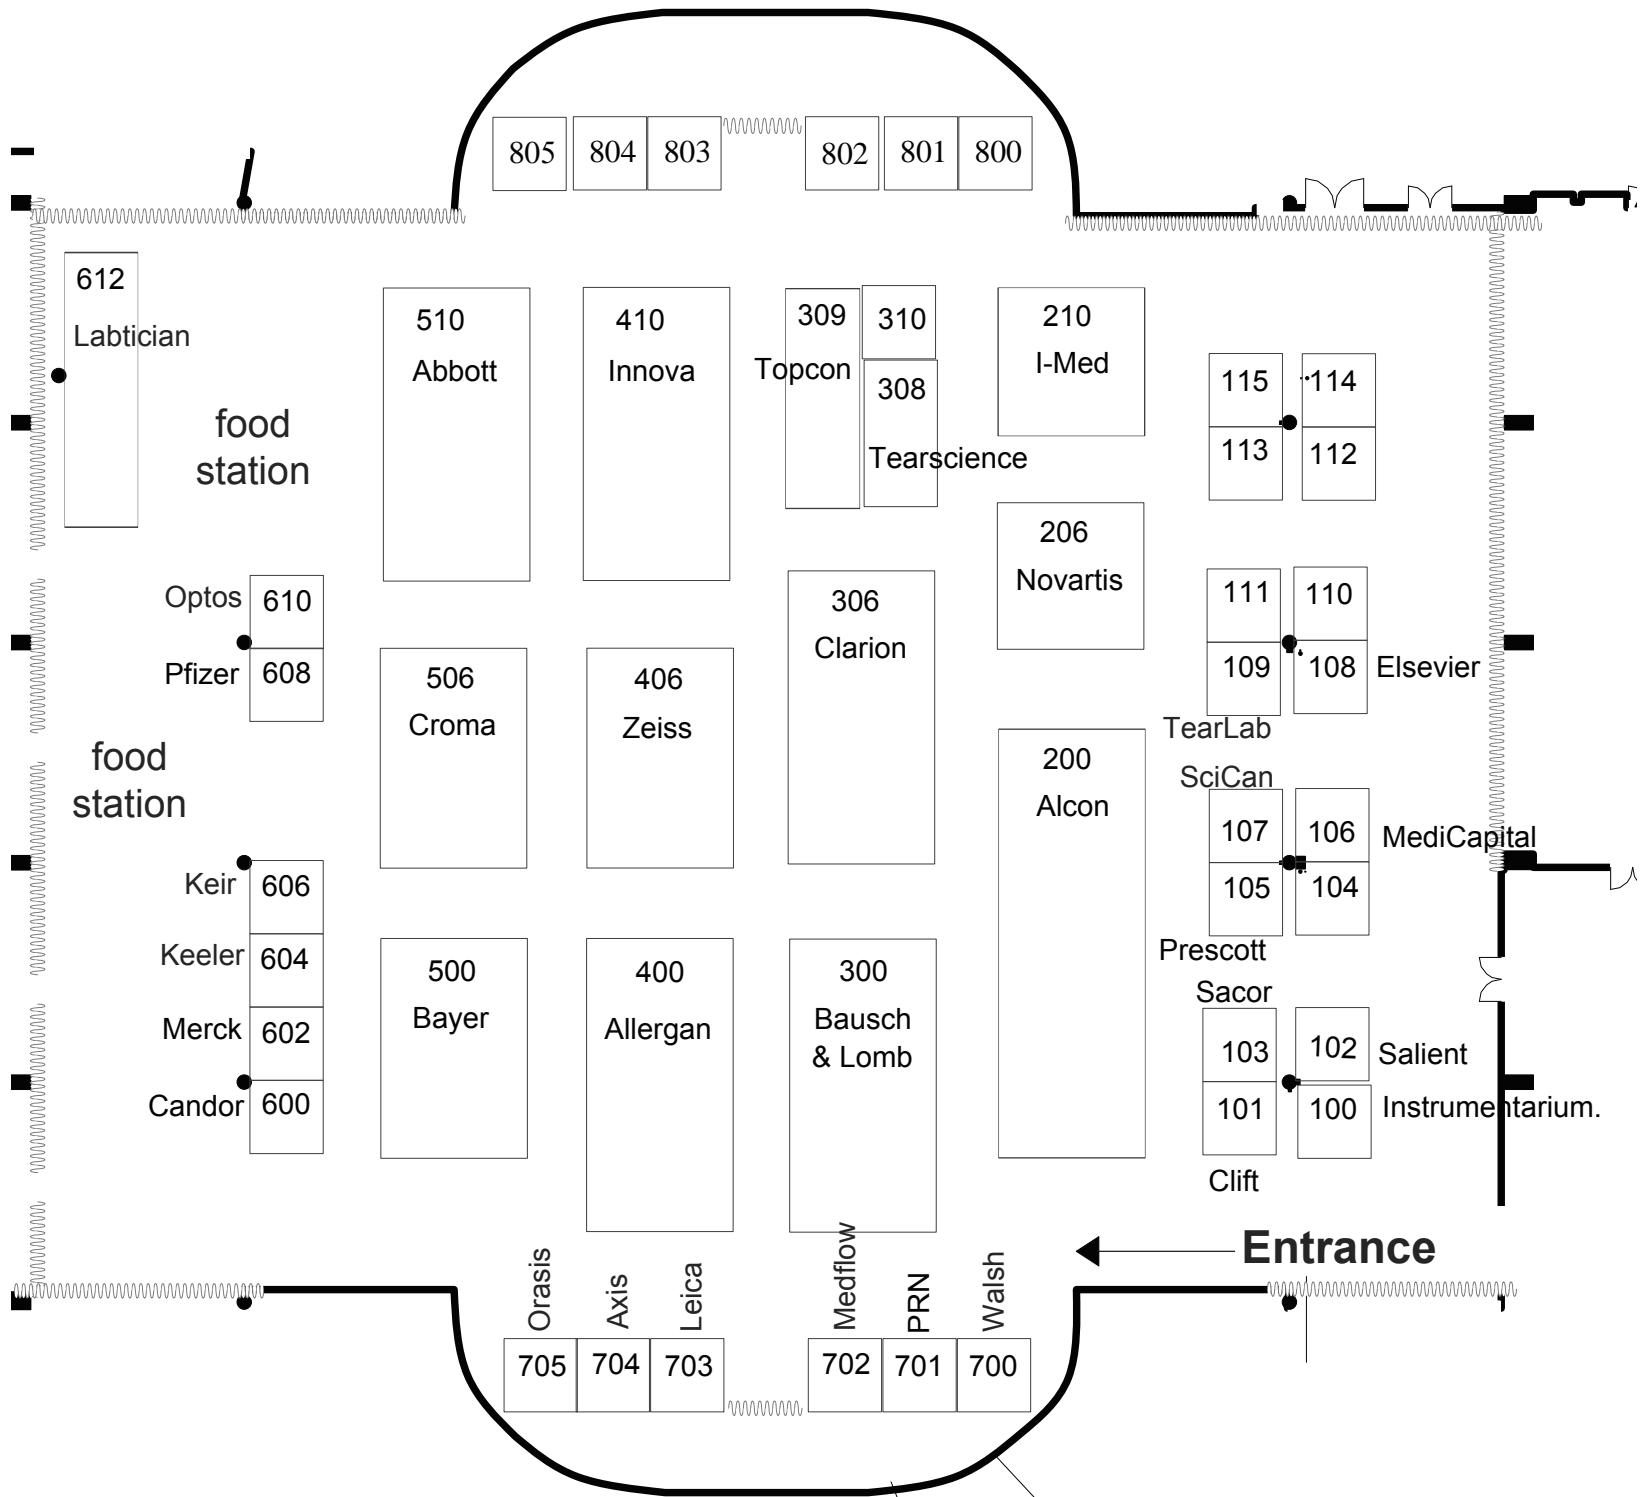 805
804
803
802
801
800
612
Labtician
510
Abbott
410
Innova
309
Topcon
310
308
Tearscience
210
I-Med
115
114
113
112
food
station
206
Novartis
Optos
610
Pfizer
608
506
Croma
406
Zeiss
306
Clarion
111
110
109
108
Elsevier
TearLab
food
station
200
Alcon
SciCan
107
106
MediCapital
105
104
Prescott
Keir
606
Keeler
604
Merck
602
Candor
600
500
Bayer
400
Allergan
300
Bausch
& Lomb
Sacor
103
102
Salient
101
100
Instrumentarium.
Clift
Entrance
Orasis
Axis
Leica
Medflow
PRN
Walsh
705
704
703
702
701
700